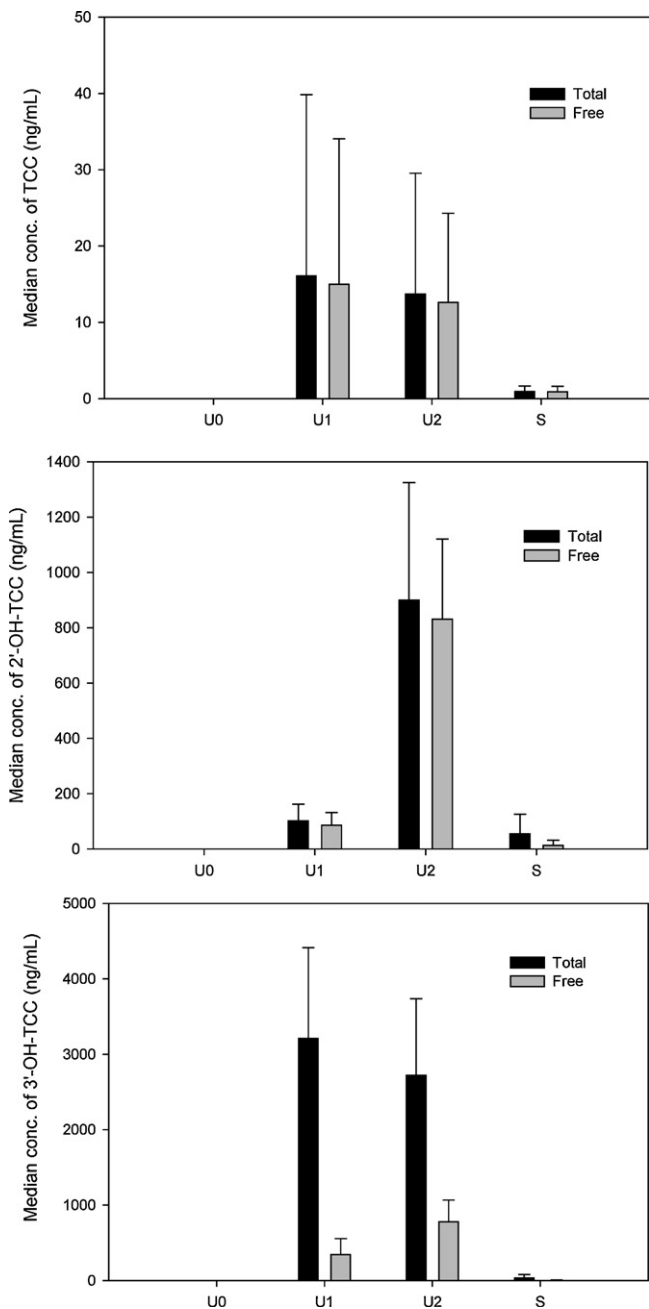 Median conc. of TCC (ng/mL)
50
40
30
20
10
0
Total
Free
U0 U1 U2 S
Median conc. of 2'-OH-TCC (ng/mL)
1400
1200
1000
800
600
400
200
0
Total
Free
U0 U1 U2 S
Median conc. of 3'-OH-TCC (ng/mL)
5000
4000
3000
2000
1000
0
Total
Free
U0 U1 U2 S